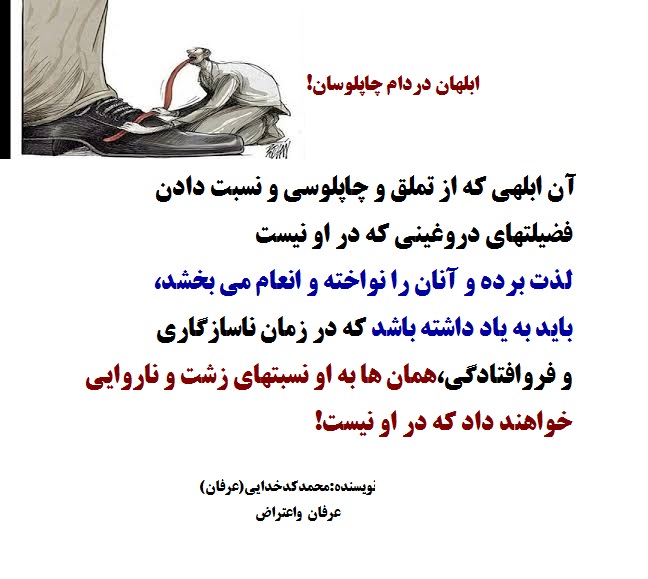 ابلهان دردام چاپلوسان!
آن ابلهی که از تملق و چاپلوسی و نسبت دادن
فضیلتهای دروغینی که در او نیست
لذت برده و آنان را نواخته و انعام می بخشد،
باید به یاد داشته باشد که در زمان ناسازگاری
و فروافتادگی،همان ها به او نسبتهای زشت و ناروایی
خواهند داد که در او نیست!
نویسنده:محمدکدخدایی(عرفان)
عرفان واعتراض